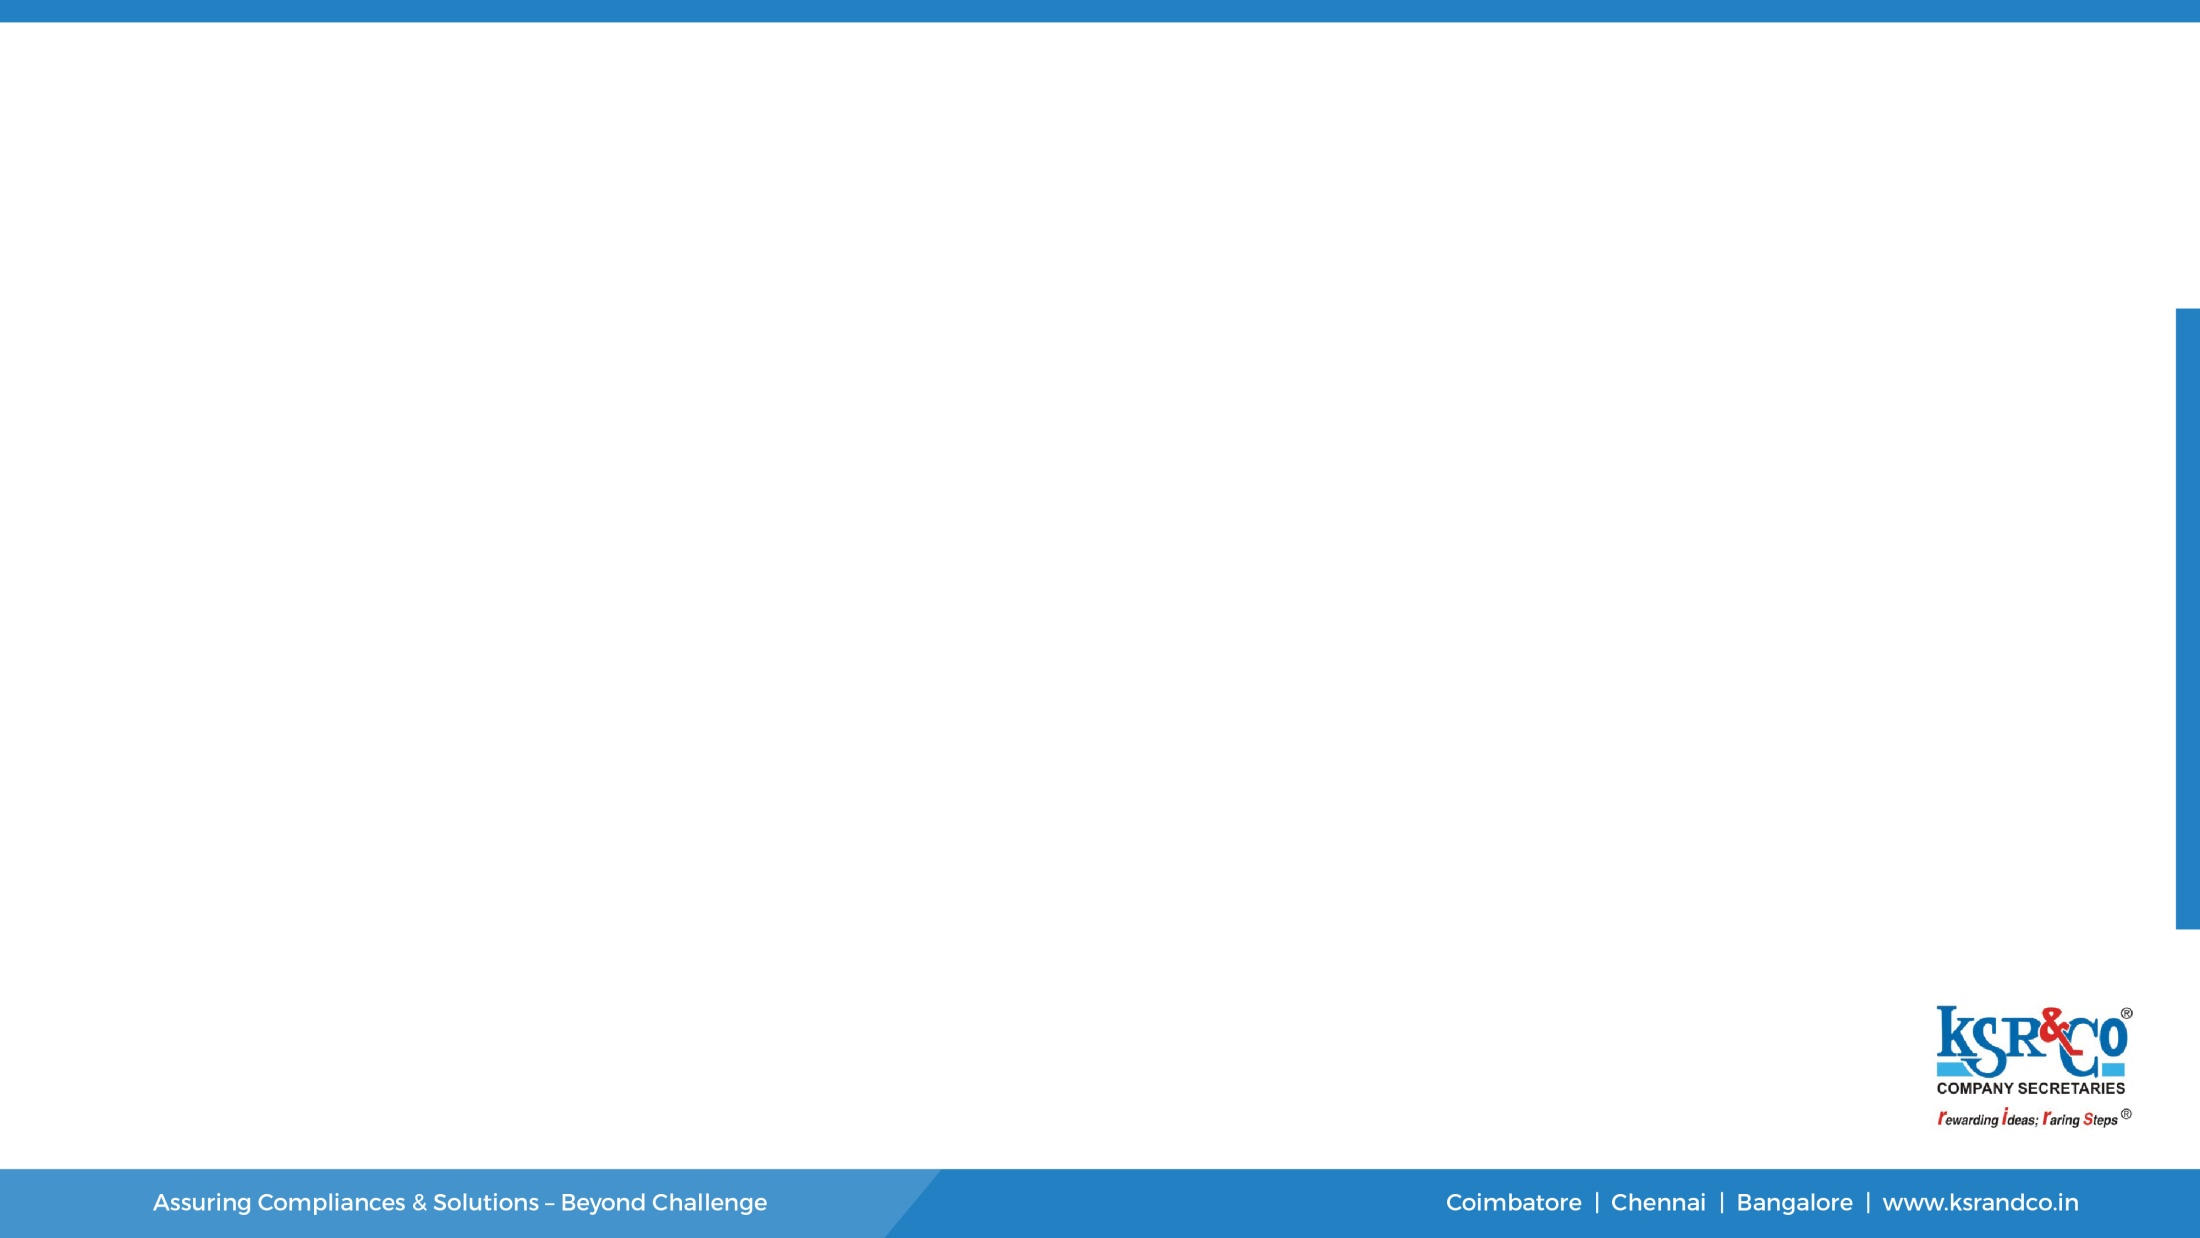 KSR&Co®
COMPANY SECRETARIES
rewarding ideas; raring Steps ®
Assuring Compliances & Solutions – Beyond Challenge
Coimbatore | Chennai | Bangalore | www.ksrandco.in